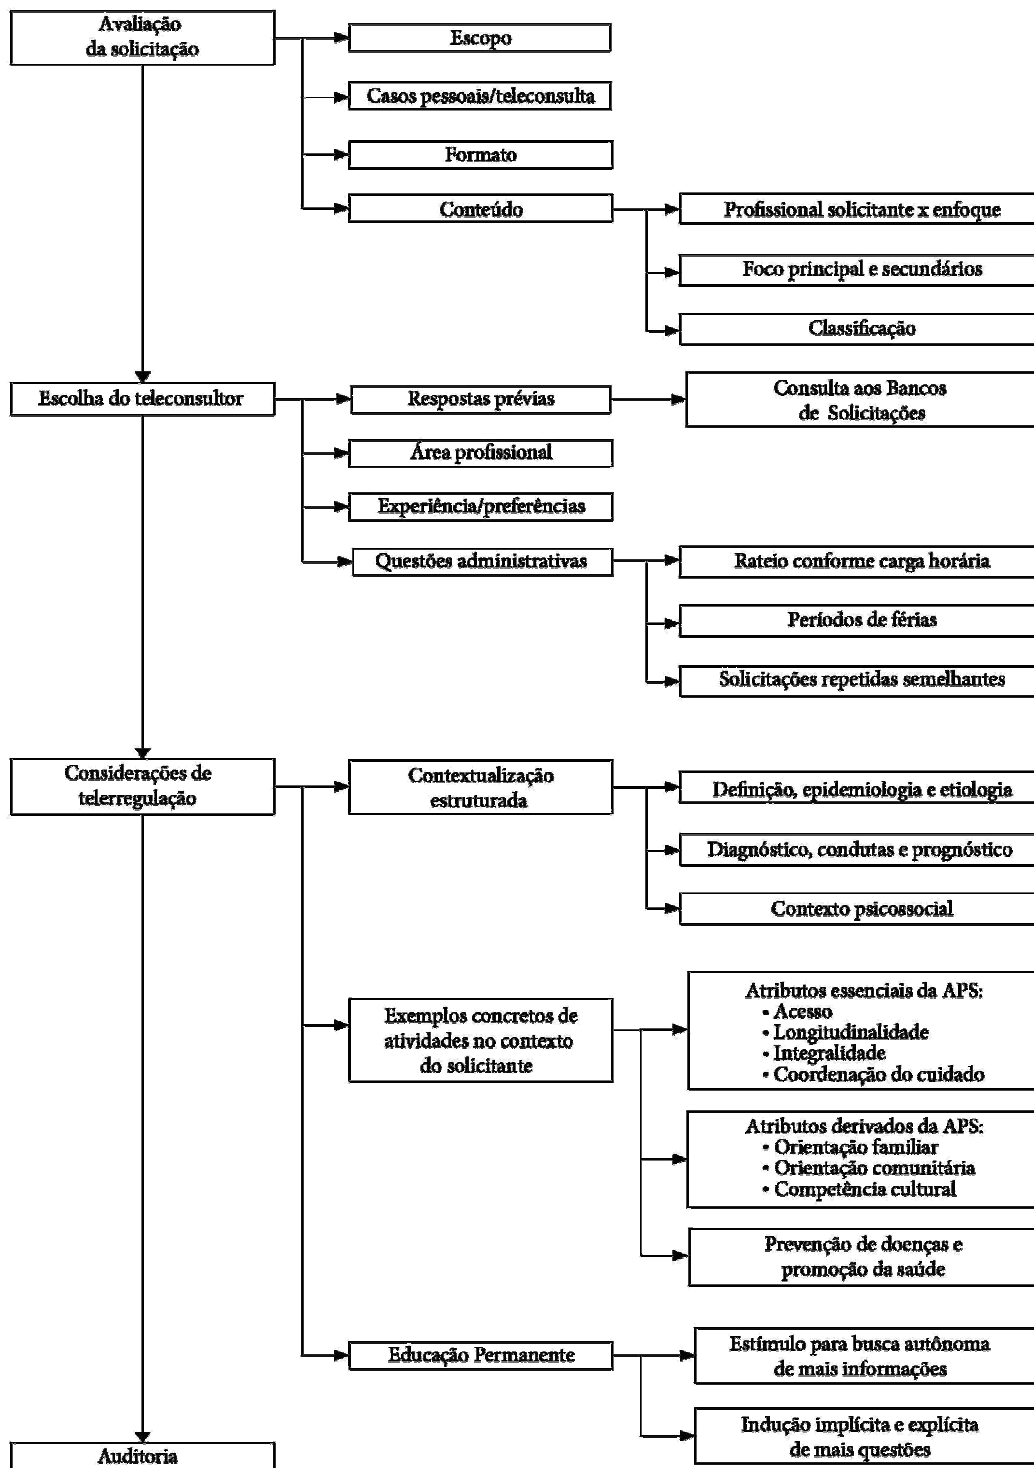 Avaliação
da solicitação
Escopo
Casos pessoais/teleconsulta
Formato
Conteúdo
Profissional solicitante x enfoque
Foco principal e secundários
Classificação
Escolha do teleconsultor
Respostas prévias
Consulta aos Bancos
de Solicitações
Área profissional
Experiência/preferências
Questões administrativas
Rateio conforme carga horária
Períodos de férias
Solicitações repetidas semelhantes
Considerações de
telerregulação
Contextualização
estruturada
Definição, epidemiologia e etiologia
Diagnóstico, condutas e prognóstico
Contexto psicossocial
Exemplos concretos de
atividades no contexto
do solicitante
Atributos essenciais da APS:
• Acesso
• Longitudinalidade
• Integralidade
• Coordenação do cuidado
Atributos derivados da APS:
• Orientação familiar
• Orientação comunitária
• Competência cultural
Prevenção de doenças e
promoção da saúde
Educação Permanente
Estímulo para busca autônoma
de mais informações
Indução implícita e explícita
de mais questões
Auditoria